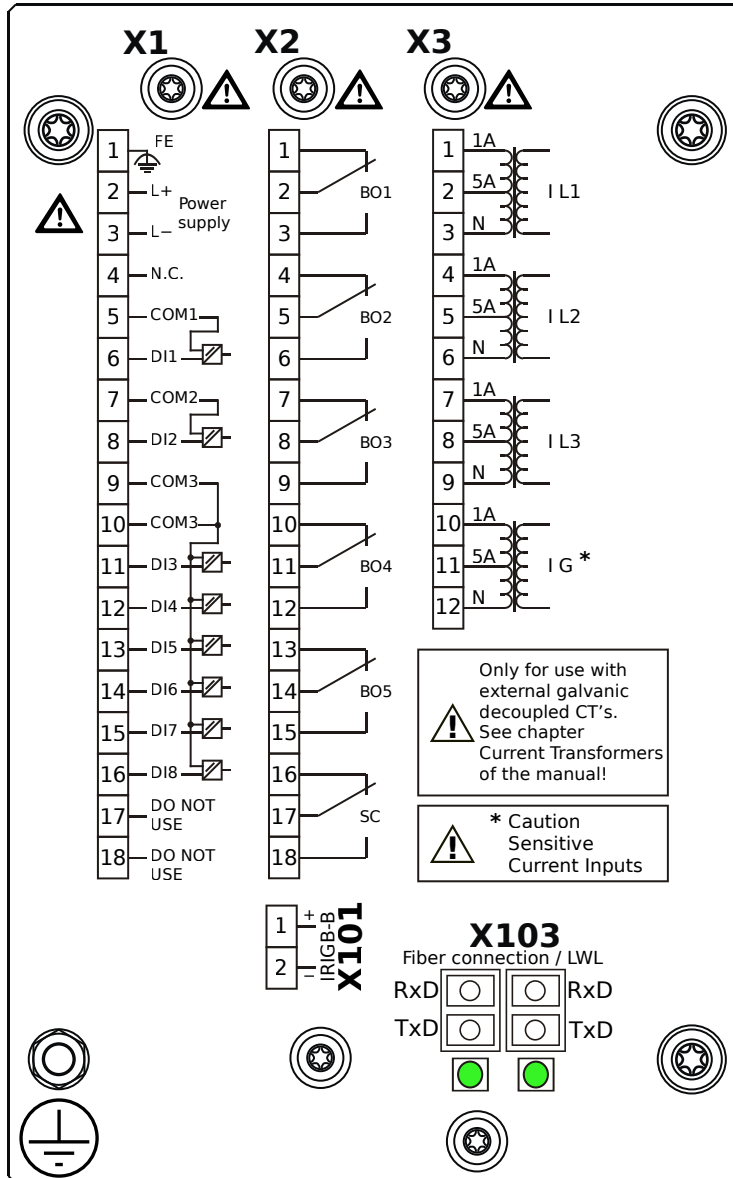 X1
X2
X3
1 FE
2 L+
Power
supply
3 L−
4 N.C.
5 COM1
6 DI1
7 COM2
8 DI2
9 COM3
10 COM3
11 DI3
12 DI4
13 DI5
14 DI6
15 DI7
16 DI8
17 DO NOT
USE
18 DO NOT
USE
1
2 BO1
3
4
5 BO2
6
7
8 BO3
9
10
11 BO4
12
13
14 BO5
15
16
17 SC
18
1 1A
2 5A I L1
3 N
4 1A
5 5A I L2
6 N
7 1A
8 5A I L3
9 N
10 1A
11 5A I G *
12 N
Only for use with
external galvanic
decoupled CT's.
See chapter
Current Transformers
of the manual!
* Caution
Sensitive
Current Inputs
1 +
2 −
IRIGB-B
X101
X103
Fiber connection / LWL
RxD RxD
TxD TxD